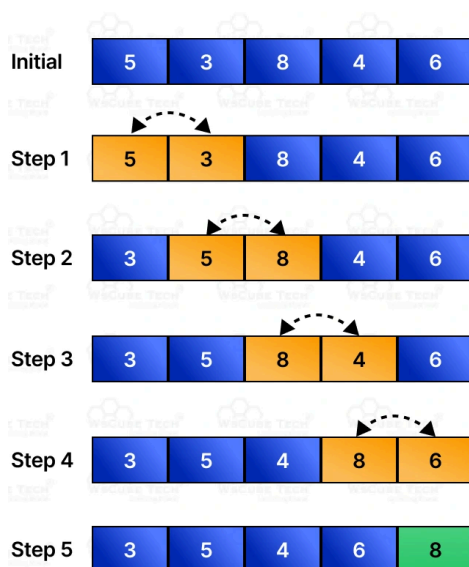 Initial 5 3 8 4 6
Step 1 5 3 8 4 6
Step 2 3 5 8 4 6
Step 3 3 5 8 4 6
Step 4 3 5 4 8 6
Step 5 3 5 4 6 8